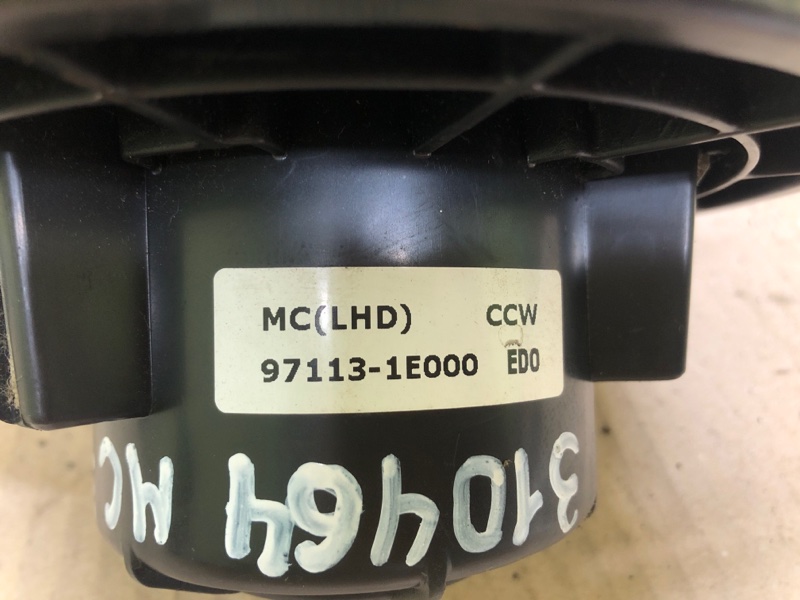 MC(LHD) CCW
97113-1E000 EDO
310464 MC